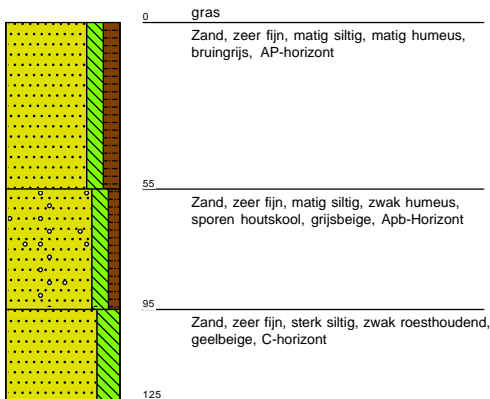 0 gras
Zand, zeer fijn, matig siltig, matig humeus,
bruingrijs, AP-horizont
55
Zand, zeer fijn, matig siltig, zwak humeus,
sporen houtskool, grijsbeige, Apb-Horizont
95
Zand, zeer fijn, sterk siltig, zwak roesthoudend,
geelbeige, C-horizont
125